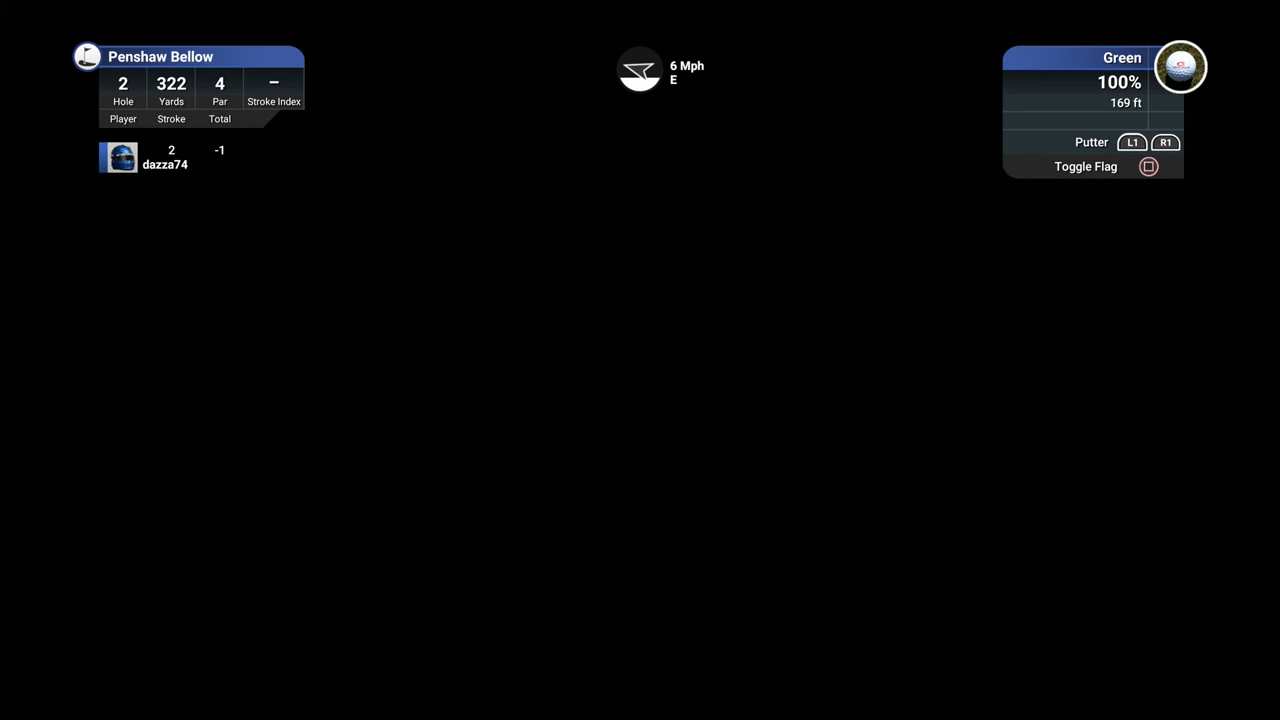 Penshaw Bellow
2 322 4 –
Hole Yards Par Stroke Index
Player Stroke Total
2 -1
dazza74
6 Mph
E
Green
100%
169 ft
Putter L1 R1
Toggle Flag